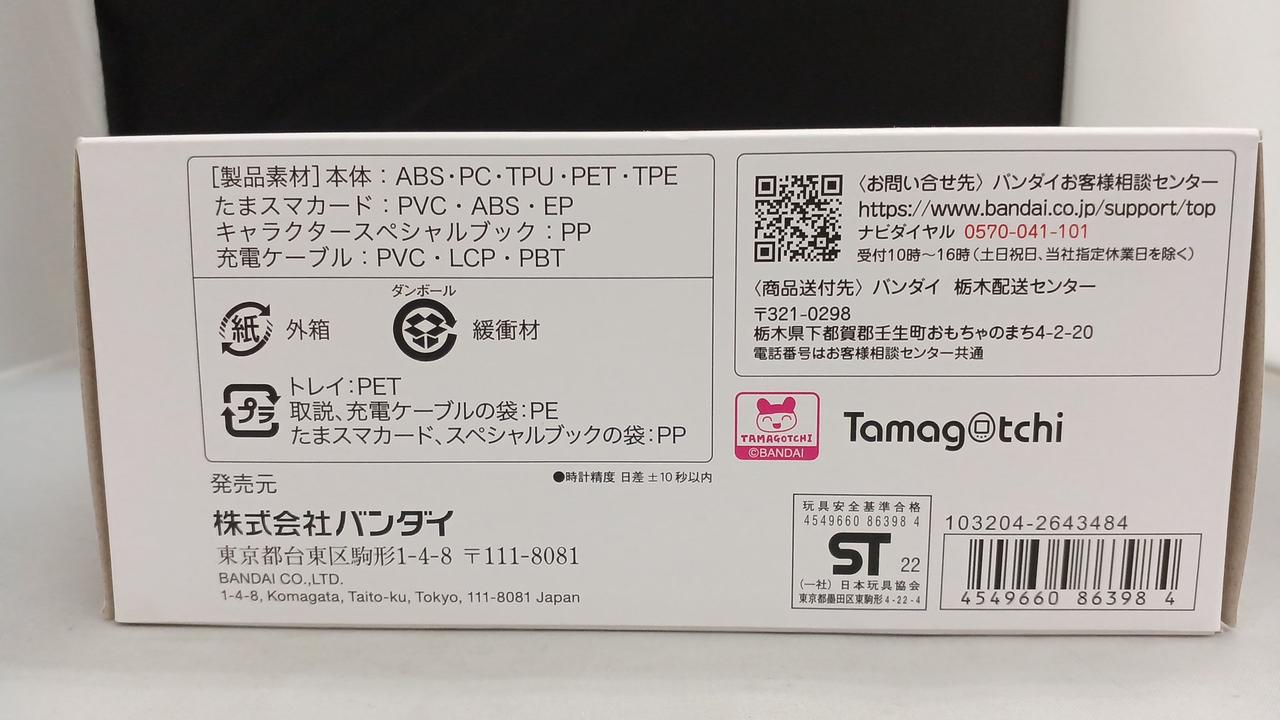 [製品素材]本体：ABS・PC・TPU・PET・TPE
たまスマカード：PVC・ABS・EP
キャラクタースペシャルブック：PP
充電ケーブル：PVC・LCP・PBT
紙 外箱
ダンボール
緩衝材
プラ
トレイ:PET
取説、充電ケーブルの袋:PE
たまスマカード、スペシャルブックの袋:PP
●時計精度 日差±10秒以内
発売元
株式会社バンダイ
東京都台東区駒形1-4-8 〒111-8081
BANDAI CO.,LTD.
1-4-8, Komagata, Taito-ku, Tokyo, 111-8081 Japan
〈お問い合せ先〉バンダイお客様相談センター
https://www.bandai.co.jp/support/top
ナビダイヤル 0570-041-101
受付10時～16時（土日祝日、当社指定休業日を除く）
〈商品送付先〉バンダイ 栃木配送センター
〒321-0298
栃木県下都賀郡壬生町おもちゃのまち4-2-20
電話番号はお客様相談センター共通
TAMAGOTCHI
©BANDAI
Tamagotchi
玩具安全基準合格
4549660 86398 4
ST 22
(一社) 日本玩具協会
東京都墨田区東駒形4-22-4
103204-2643484
4549660 86398 4